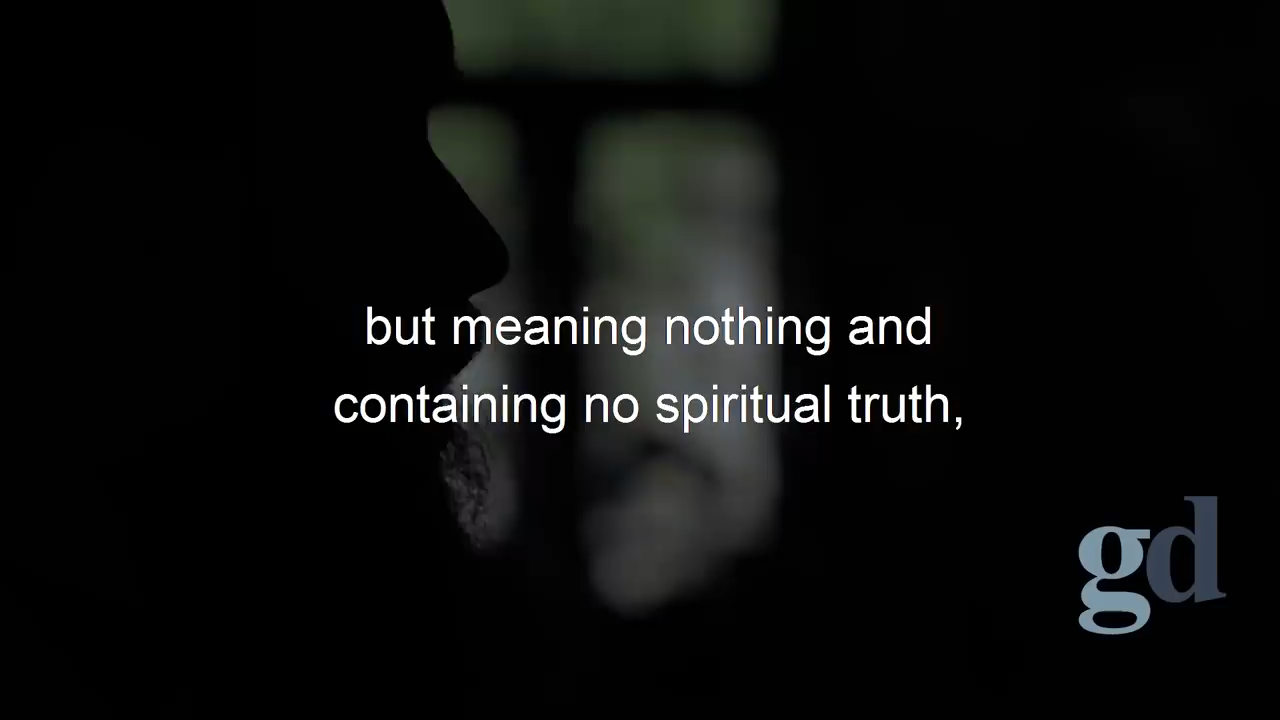 but meaning nothing and
containing no spiritual truth,
gd